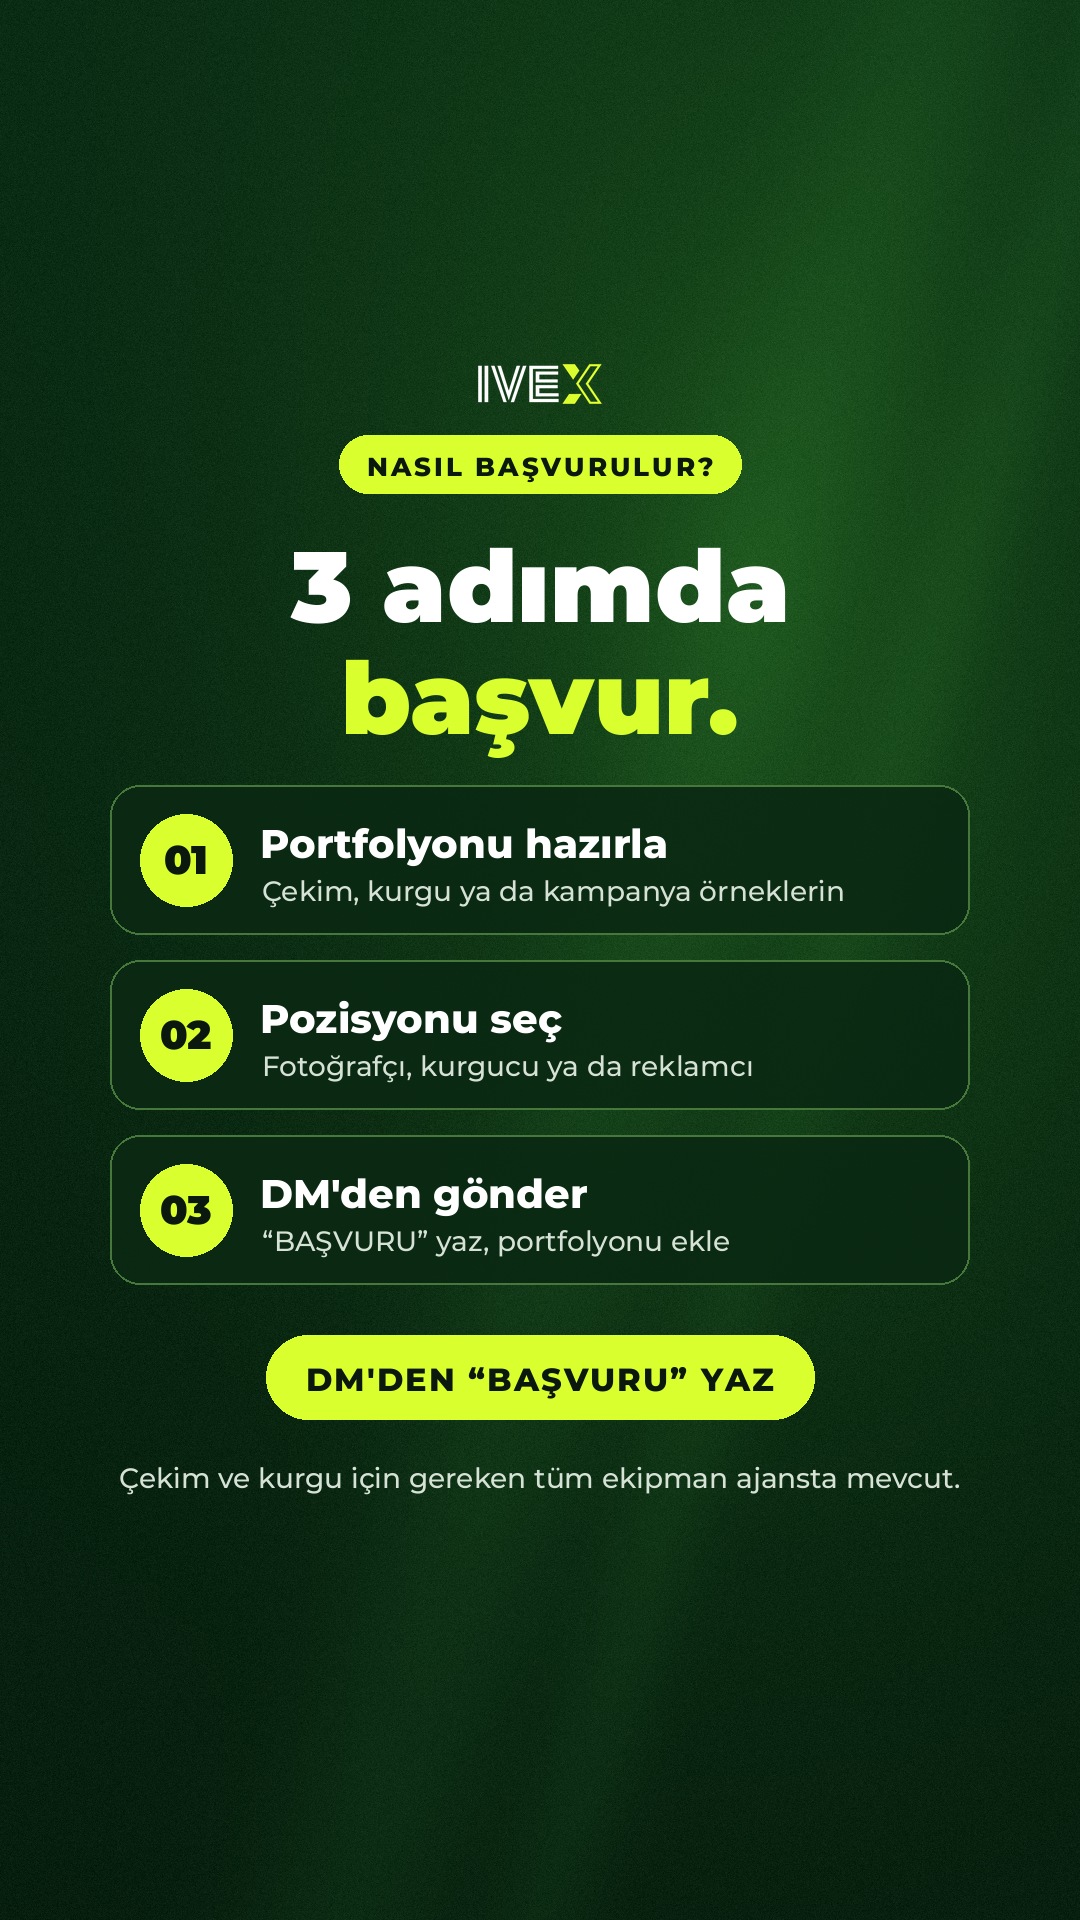 IVEX
NASIL BAŞVURULUR?
3 adımda
başvur.
01
Portfolyonu hazırla
Çekim, kurgu ya da kampanya örneklerin
02
Pozisyonu seç
Fotoğrafçı, kurgucu ya da reklamcı
03
DM'den gönder
“BAŞVURU” yaz, portfolyonu ekle
DM'DEN “BAŞVURU” YAZ
Çekim ve kurgu için gereken tüm ekipman ajansta mevcut.